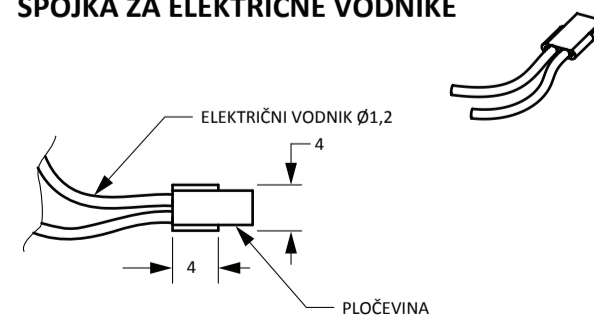 SPOJKA ZA ELEKTRIČNE VODNIKE
ELEKTRIČNI VODNIK Ø1,2
4
4
PLOČEVINA